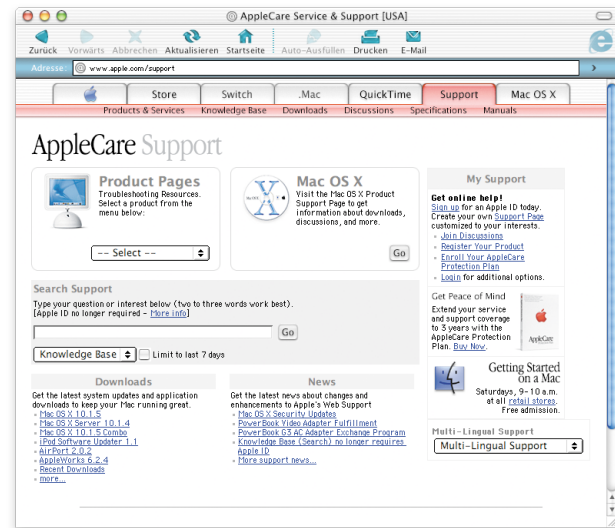 AppleCare Service & Support [USA]
Zurück Vorwärts Abbrechen Aktualisieren Startseite Auto-Ausfüllen Drucken E-Mail
Adresse: www.apple.com/support
Store Switch .Mac QuickTime Support Mac OS X
Products & Services Knowledge Base Downloads Discussions Specifications Manuals
AppleCare Support
Product Pages
Troubleshooting Resources.
Select a product from the
menu below:
-- Select --
Mac OS X
Visit the Mac OS X Product
Support Page to get
information about downloads,
discussions, and more.
Go
Search Support
Type your question or interest below (two to three words work best).
[Apple ID no longer required - More info]
Go
Knowledge Base Limit to last 7 days
Downloads
Get the latest system updates and application
downloads to keep your Mac running great.
Mac OS X 10.1.5
Mac OS X Server 10.1.4
Mac OS X 10.1.5 Combo
iPod Software Updater 1.1
AirPort 2.0.2
AppleWorks 6.2.4
Recent Downloads
more...
News
Get the latest news about changes and
enhancements to Apple's Web Support
Mac OS X Security Updates
PowerBook Video Adapter Fulfillment
PowerBook G3 AC Adapter Exchange Program
Knowledge Base (Search) no longer requires
Apple ID
More support news...
My Support
Get online help!
Sign up for an Apple ID today.
Create your own Support Page
customized to your interests.
Join Discussions
Register Your Product
Enroll Your AppleCare
Protection Plan
Login for additional options.
Get Peace of Mind
Extend your service
and support coverage
to 3 years with the
AppleCare Protection
Plan. Buy Now.
AppleCare
Getting Started
on a Mac
Saturdays, 9-10 a.m.
at all retail stores.
Free admission.
Multi-Lingual Support
Multi-Lingual Support